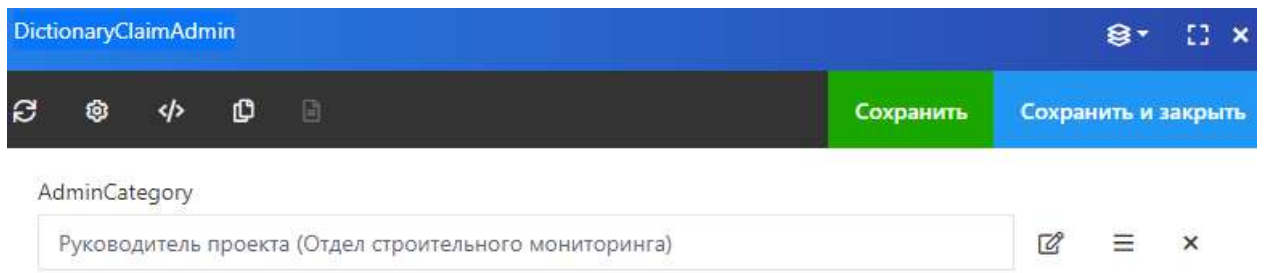 DictionaryClaimAdmin
Сохранить
Сохранить и закрыть
AdminCategory
Руководитель проекта (Отдел строительного мониторинга)